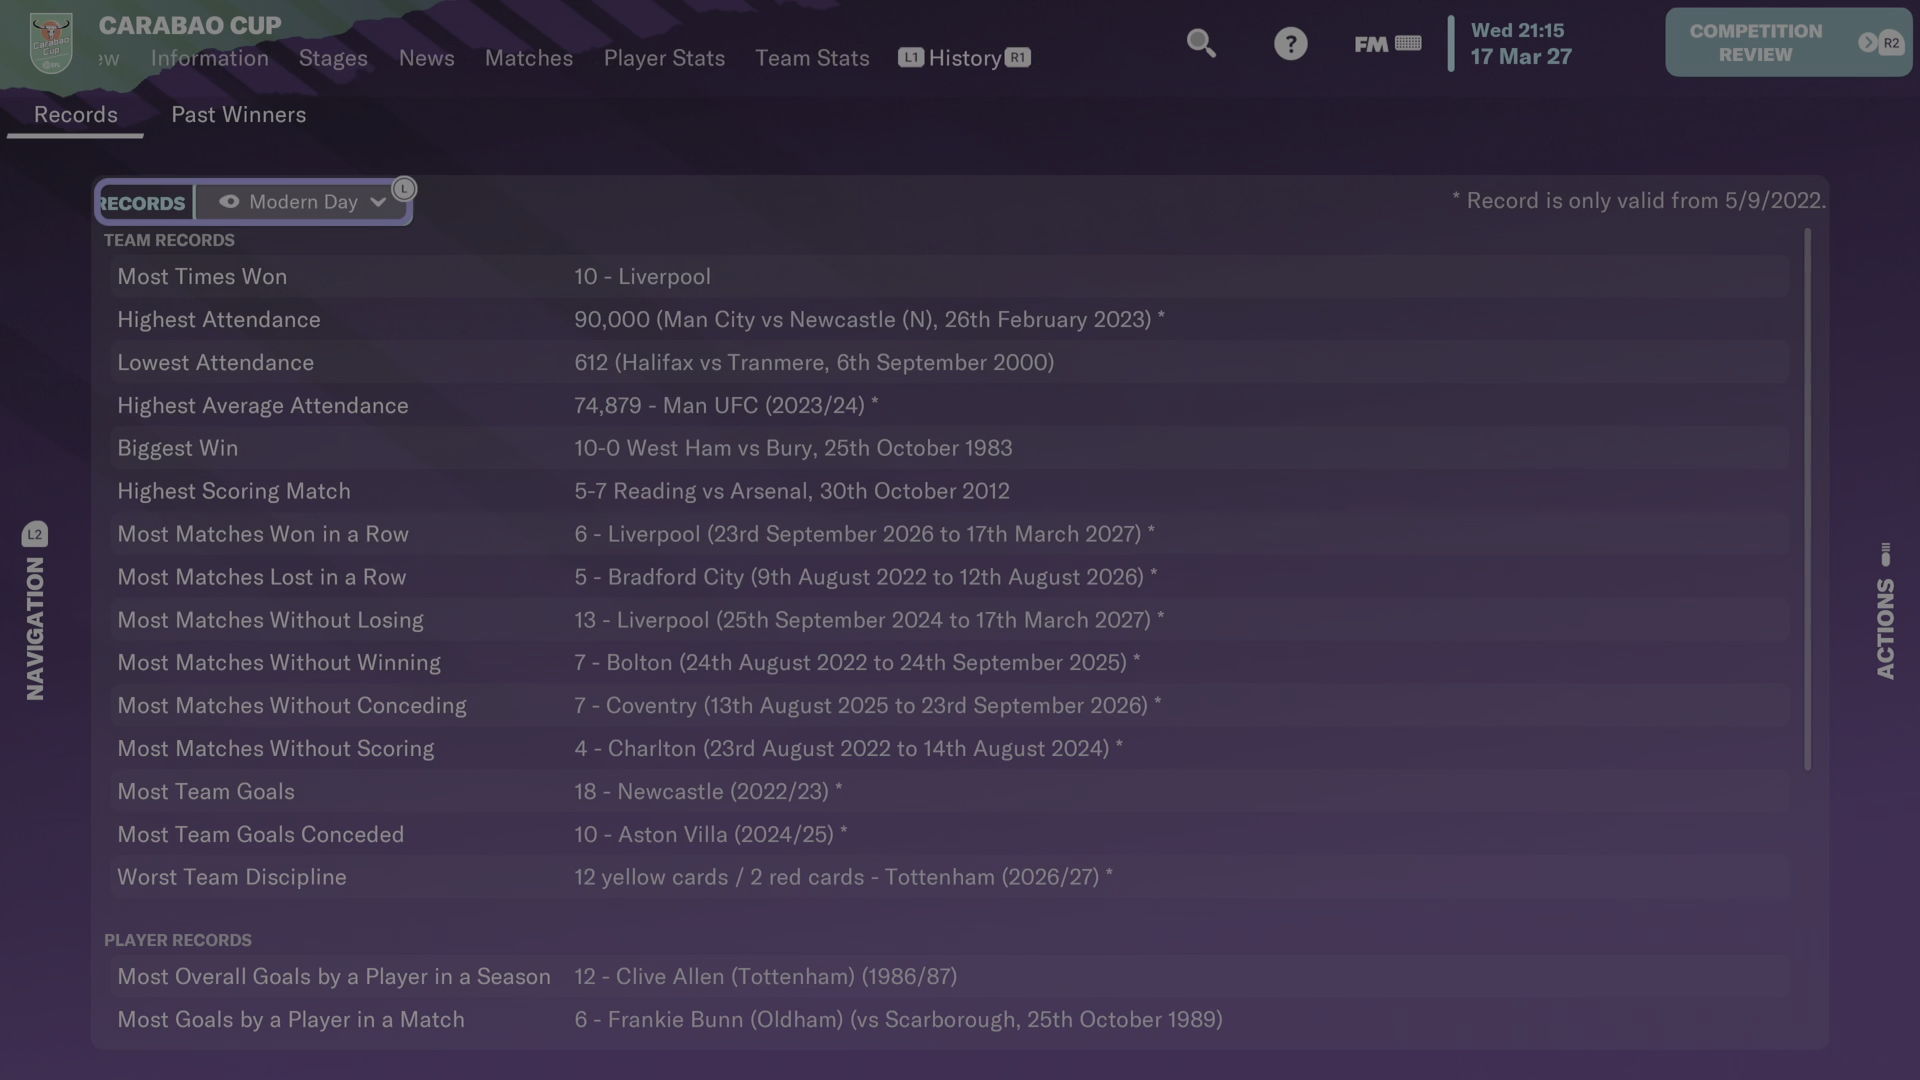 CARABAO CUP
ew Information Stages News Matches Player Stats Team Stats L1 History R1
? FM
Wed 21:15
17 Mar 27
COMPETITION REVIEW R2
Records Past Winners
RECORDS Modern Day L
* Record is only valid from 5/9/2022.
TEAM RECORDS
Most Times Won 10 - Liverpool
Highest Attendance 90,000 (Man City vs Newcastle (N), 26th February 2023) *
Lowest Attendance 612 (Halifax vs Tranmere, 6th September 2000)
Highest Average Attendance 74,879 - Man UFC (2023/24) *
Biggest Win 10-0 West Ham vs Bury, 25th October 1983
Highest Scoring Match 5-7 Reading vs Arsenal, 30th October 2012
Most Matches Won in a Row 6 - Liverpool (23rd September 2026 to 17th March 2027) *
Most Matches Lost in a Row 5 - Bradford City (9th August 2022 to 12th August 2026) *
Most Matches Without Losing 13 - Liverpool (25th September 2024 to 17th March 2027) *
Most Matches Without Winning 7 - Bolton (24th August 2022 to 24th September 2025) *
Most Matches Without Conceding 7 - Coventry (13th August 2025 to 23rd September 2026) *
Most Matches Without Scoring 4 - Charlton (23rd August 2022 to 14th August 2024) *
Most Team Goals 18 - Newcastle (2022/23) *
Most Team Goals Conceded 10 - Aston Villa (2024/25) *
Worst Team Discipline 12 yellow cards / 2 red cards - Tottenham (2026/27) *
PLAYER RECORDS
Most Overall Goals by a Player in a Season 12 - Clive Allen (Tottenham) (1986/87)
Most Goals by a Player in a Match 6 - Frankie Bunn (Oldham) (vs Scarborough, 25th October 1989)
NAVIGATION L2
ACTIONS